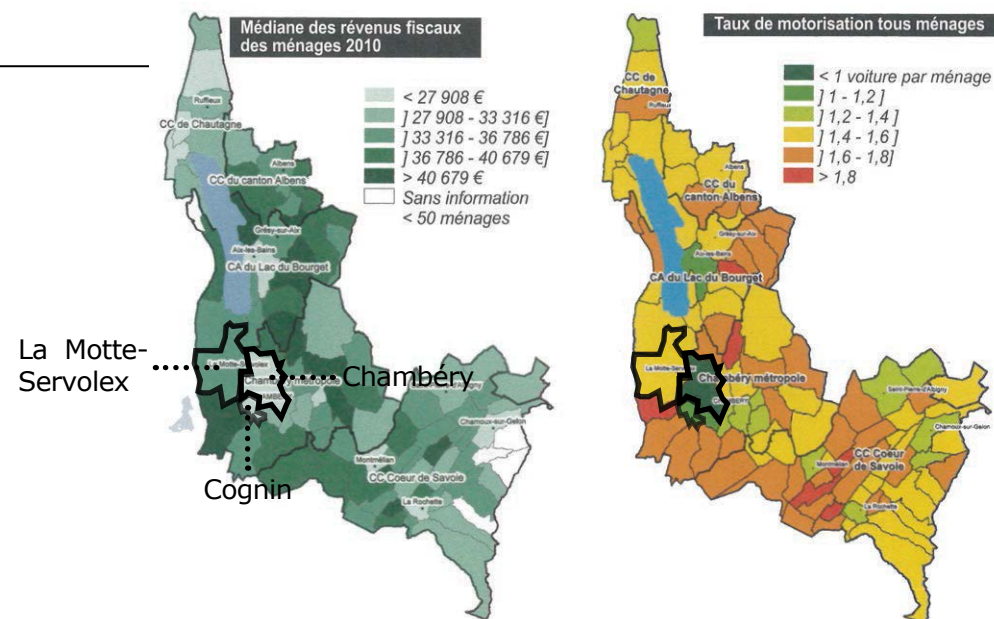 Médiane des révenus fiscaux
des ménages 2010
< 27 908 €
] 27 908 - 33 316 €]
] 33 316 - 36 786 €]
] 36 786 - 40 679 €]
> 40 679 €
Sans information
< 50 ménages
Ruffieux
CC de Chautagne
Albens
CC du canton Albens
Grésy-sur-Aix
Aix-les-Bains
CA du Lac du Bourget
La Motte-Servolex
Chambéry métropole
Chamoux-sur-Gelon
Montmélian
CC Coeur de Savoie
La Rochette
La Motte-
Servolex
Chambéry
Cognin
Taux de motorisation tous ménages
< 1 voiture par ménage
] 1 - 1,2 ]
] 1,2 - 1,4 ]
] 1,4 - 1,6 ]
] 1,6 - 1,8]
> 1,8
CC de
Chautagne
Ruffieux
Albens
CC du
canton Albens
Grésy-sur-Aix
Aix-les-Bains
CA du Lac du Bourget
Chambéry métropole
CHAMBERY
Saint-Pierre-d'Albigny
Chamoux-sur-Gelon
Montmélian
CC Coeur
de Savoie
La Rochette